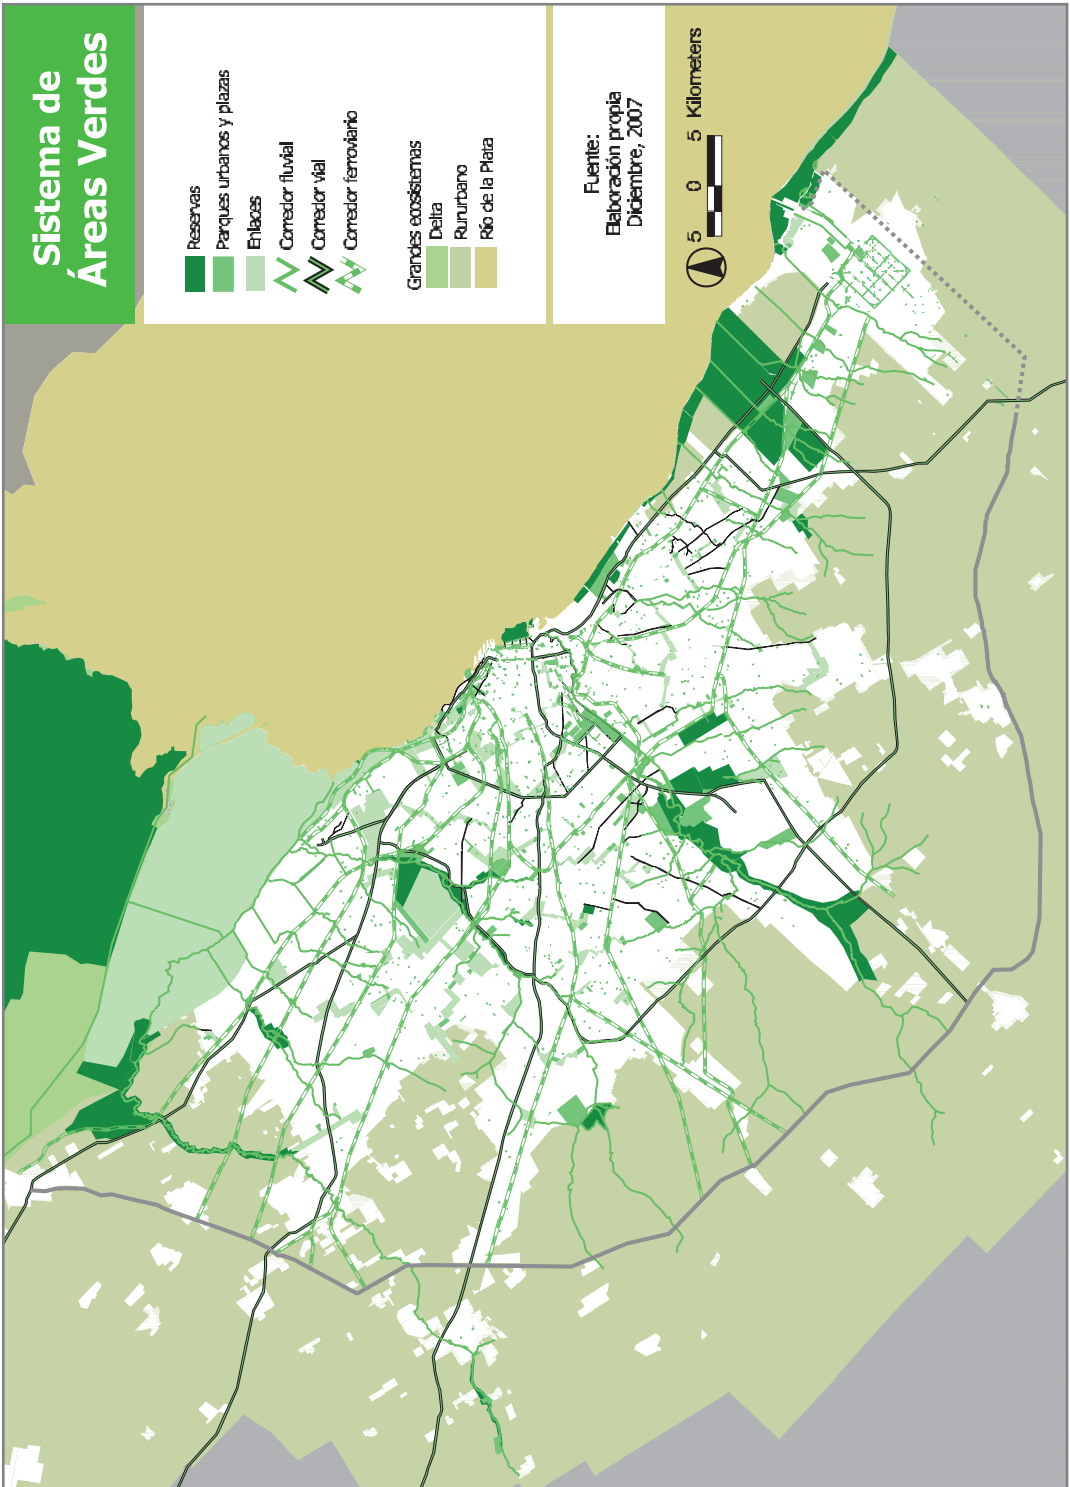 Sistema de
Áreas Verdes
Reservas
Parques urbanos y plazas
Enlaces
Corredor fluvial
Corredor vial
Corredor ferroviario
Grandes ecosistemas
Delta
Rururbano
Río de la Plata
Fuente:
Elaboración propia
Diciembre, 2007
5 0 5 Kilometers